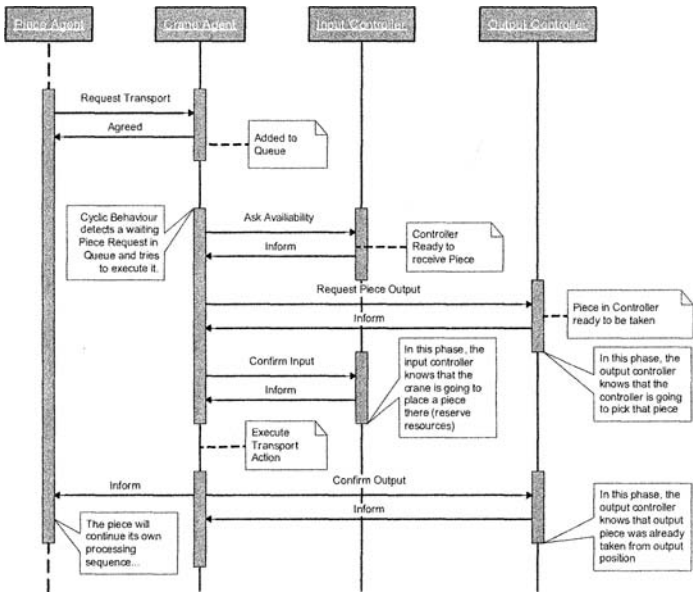 Piece Agent
Crane Agent
Input Controller
Output Controller
Request Transport
Agreed
Added to
Queue
Cyclic Behaviour
detects a waiting
Piece Request in
Queue and tries
to execute it.
Ask Availiability
Inform
Controller
Ready to
receive Piece
Request Piece Output
Inform
Piece in Controller
ready to be taken
Confirm Input
Inform
In this phase, the
input controller
knows that the
crane is going to
place a piece
there (reserve
resources)
In this phase, the
output controller
knows that the
controller is going
to pick that piece
Execute
Transport
Action
Inform
Confirm Output
Inform
The piece will
continue its own
processing
sequence...
In this phase, the
output controller
knows that output
piece was already
taken from output
position